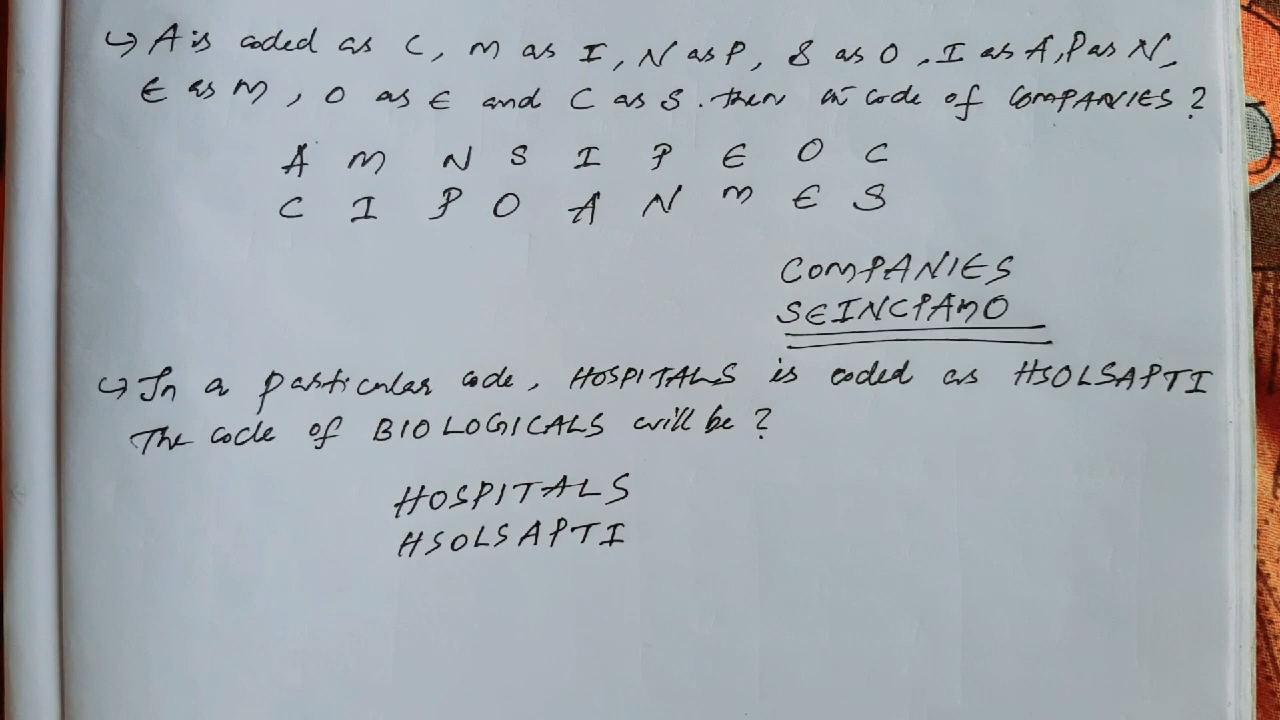 ↳ A is coded as C, M as I, N as P, S as O, I as A, P as N,
E as M, O as E and C as S. then in code of COMPANIES ?
A M N S I P E O C
C I P O A N M E S
COMPANIES
SEINCPAMO
↳ In a particular code, HOSPITALS is coded as HSOLSAPTI
The code of BIOLOGICALS will be ?
HOSPITALS
HSOLSAPTI